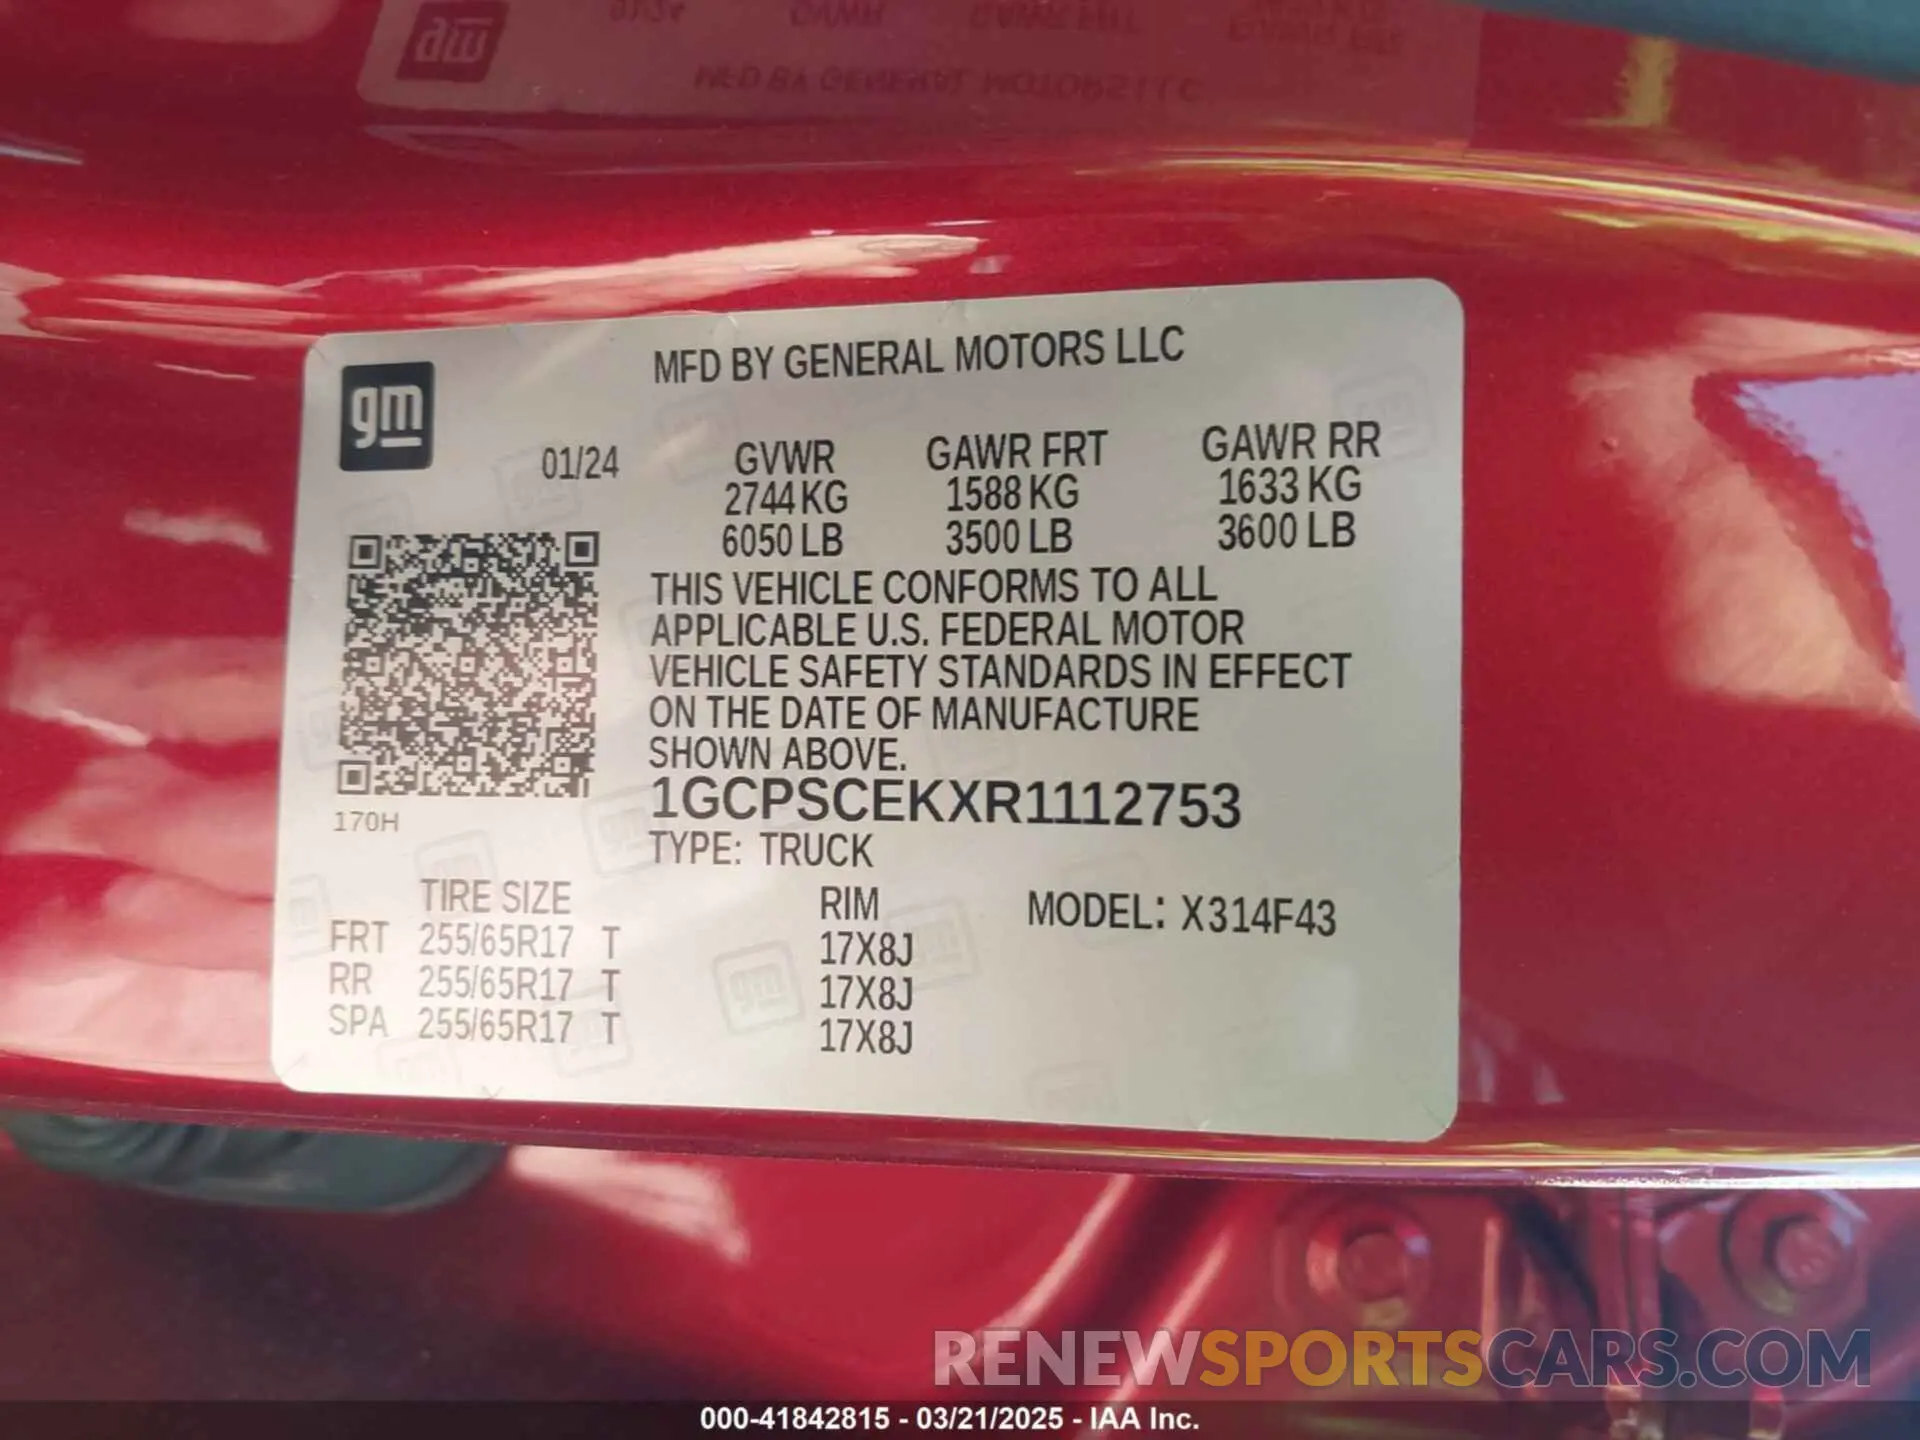 gm
MFD BY GENERAL MOTORS LLC
01/24 GVWR GAWR FRT GAWR RR
2744 KG 1588 KG 1633 KG
6050 LB 3500 LB 3600 LB
THIS VEHICLE CONFORMS TO ALL
APPLICABLE U.S. FEDERAL MOTOR
VEHICLE SAFETY STANDARDS IN EFFECT
ON THE DATE OF MANUFACTURE
SHOWN ABOVE.
1GCPSCEKXR1112753
170H
TYPE: TRUCK
TIRE SIZE RIM MODEL: X314F43
FRT 255/65R17 T 17X8J
RR 255/65R17 T 17X8J
SPA 255/65R17 T 17X8J
RENEWSPORTSCARS.COM
000-41842815 - 03/21/2025 - IAA Inc.